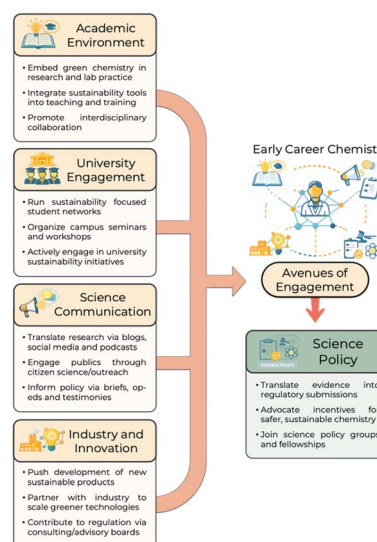 Academic
Environment
• Embed green chemistry in
research and lab practice
• Integrate sustainability tools
into teaching and training
• Promote interdisciplinary
collaboration
University
Engagement
• Run sustainability focused
student networks
• Organize campus seminars
and workshops
• Actively engage in university
sustainability initiatives
Science
Communication
• Translate research via blogs,
social media and podcasts
• Engage publics through
citizen science/outreach
• Inform policy via briefs, op-
eds and testimonies
Industry and
Innovation
• Push development of new
sustainable products
• Partner with industry to
scale greener technologies
• Contribute to regulation via
consulting/advisory boards
Early Career Chemist
Avenues of
Engagement
SCIENCE POLICY
Science
Policy
• Translate evidence into
regulatory submissions
• Advocate incentives fo
safer, sustainable chemistry
• Join science policy groups
and fellowships